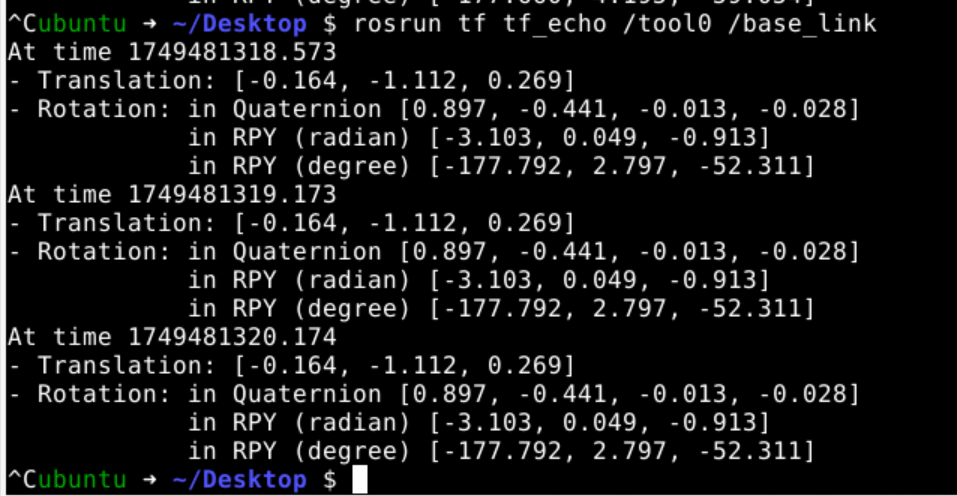 ^Cubuntu → ~/Desktop $ rosrun tf tf_echo /tool0 /base_link
At time 1749481318.573
- Translation: [-0.164, -1.112, 0.269]
- Rotation: in Quaternion [0.897, -0.441, -0.013, -0.028]
in RPY (radian) [-3.103, 0.049, -0.913]
in RPY (degree) [-177.792, 2.797, -52.311]
At time 1749481319.173
- Translation: [-0.164, -1.112, 0.269]
- Rotation: in Quaternion [0.897, -0.441, -0.013, -0.028]
in RPY (radian) [-3.103, 0.049, -0.913]
in RPY (degree) [-177.792, 2.797, -52.311]
At time 1749481320.174
- Translation: [-0.164, -1.112, 0.269]
- Rotation: in Quaternion [0.897, -0.441, -0.013, -0.028]
in RPY (radian) [-3.103, 0.049, -0.913]
in RPY (degree) [-177.792, 2.797, -52.311]
^Cubuntu → ~/Desktop $